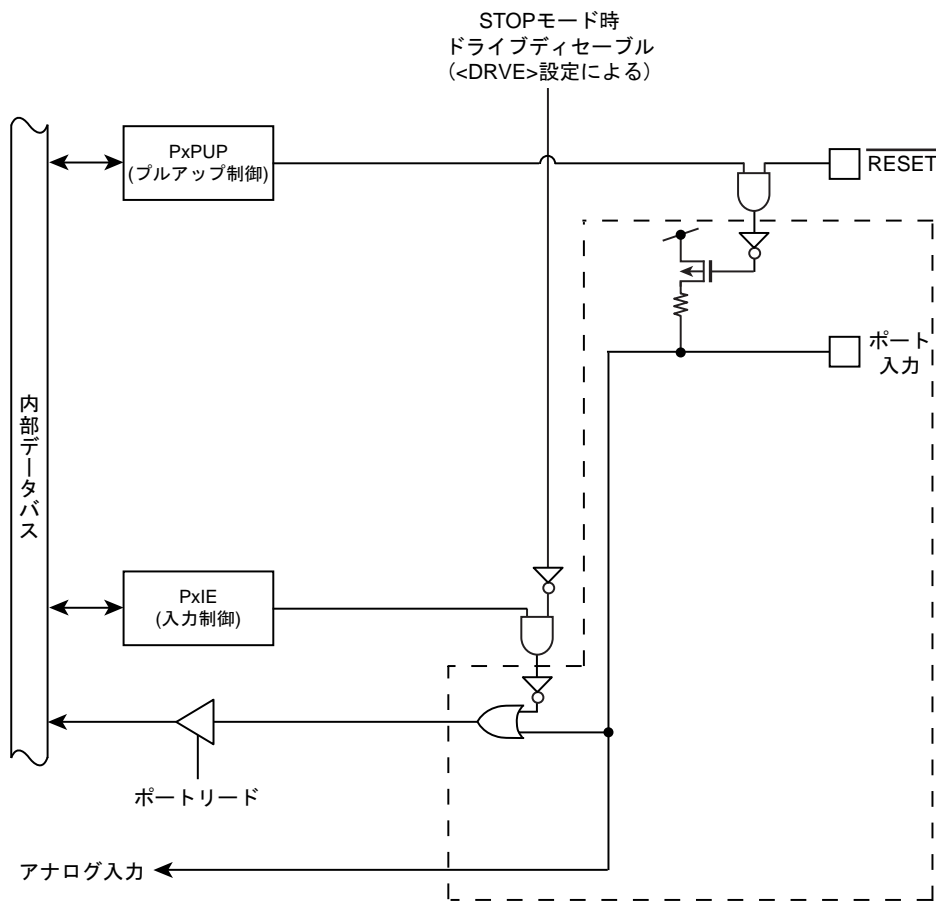 STOPモード時
ドライブディセーブル
(<DRVE>設定による)
PxPUP
(プルアップ制御)
RESET
ポート
入力
内部データバス
PxIE
(入力制御)
ポートリード
アナログ入力